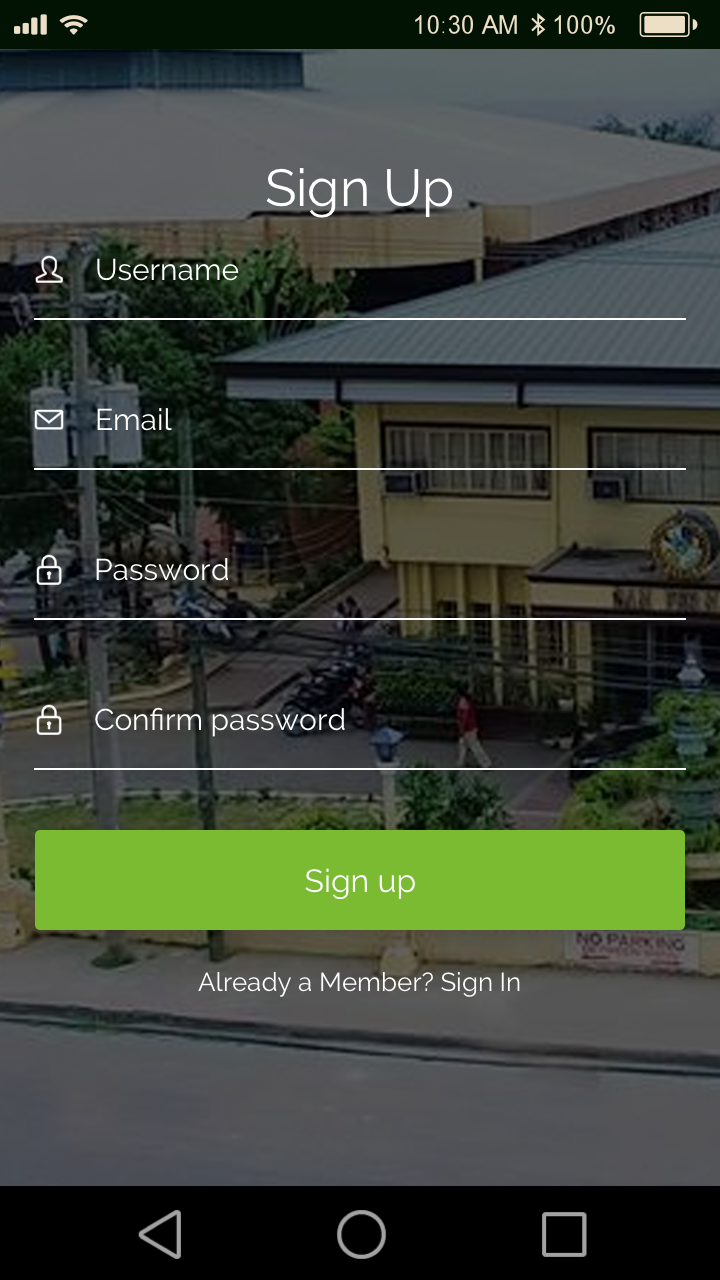 10:30 AM 100%
Sign Up
Username
Email
Password
Confirm password
Sign up
NO PARKING
Already a Member? Sign In